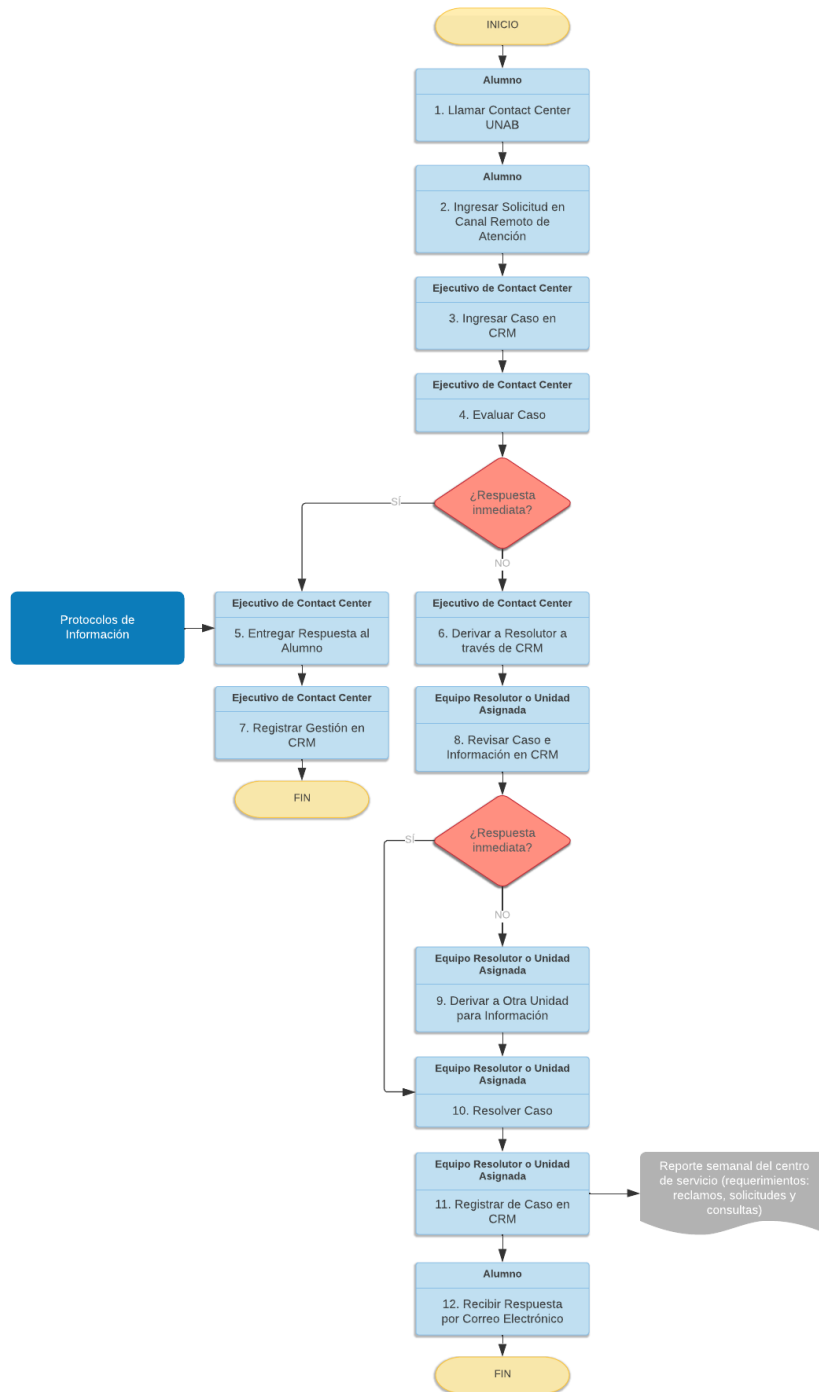 INICIO
Alumno
1. Llamar Contact Center
UNAB
Alumno
2. Ingresar Solicitud en
Canal Remoto de
Atención
Ejecutivo de Contact Center
3. Ingresar Caso en
CRM
Ejecutivo de Contact Center
4. Evaluar Caso
¿Respuesta
inmediata?
SÍ
NO
Protocolos de
Información
Ejecutivo de Contact Center
5. Entregar Respuesta al
Alumno
Ejecutivo de Contact Center
6. Derivar a Resolutor a
través de CRM
Ejecutivo de Contact Center
7. Registrar Gestión en
CRM
FIN
Equipo Resolutor o Unidad
Asignada
8. Revisar Caso e
Información en CRM
¿Respuesta
inmediata?
SÍ
NO
Equipo Resolutor o Unidad
Asignada
9. Derivar a Otra Unidad
para Información
Equipo Resolutor o Unidad
Asignada
10. Resolver Caso
Equipo Resolutor o Unidad
Asignada
11. Registrar de Caso en
CRM
Reporte semanal del centro
de servicio (requerimientos:
reclamos, solicitudes y
consultas)
Alumno
12. Recibir Respuesta
por Correo Electrónico
FIN